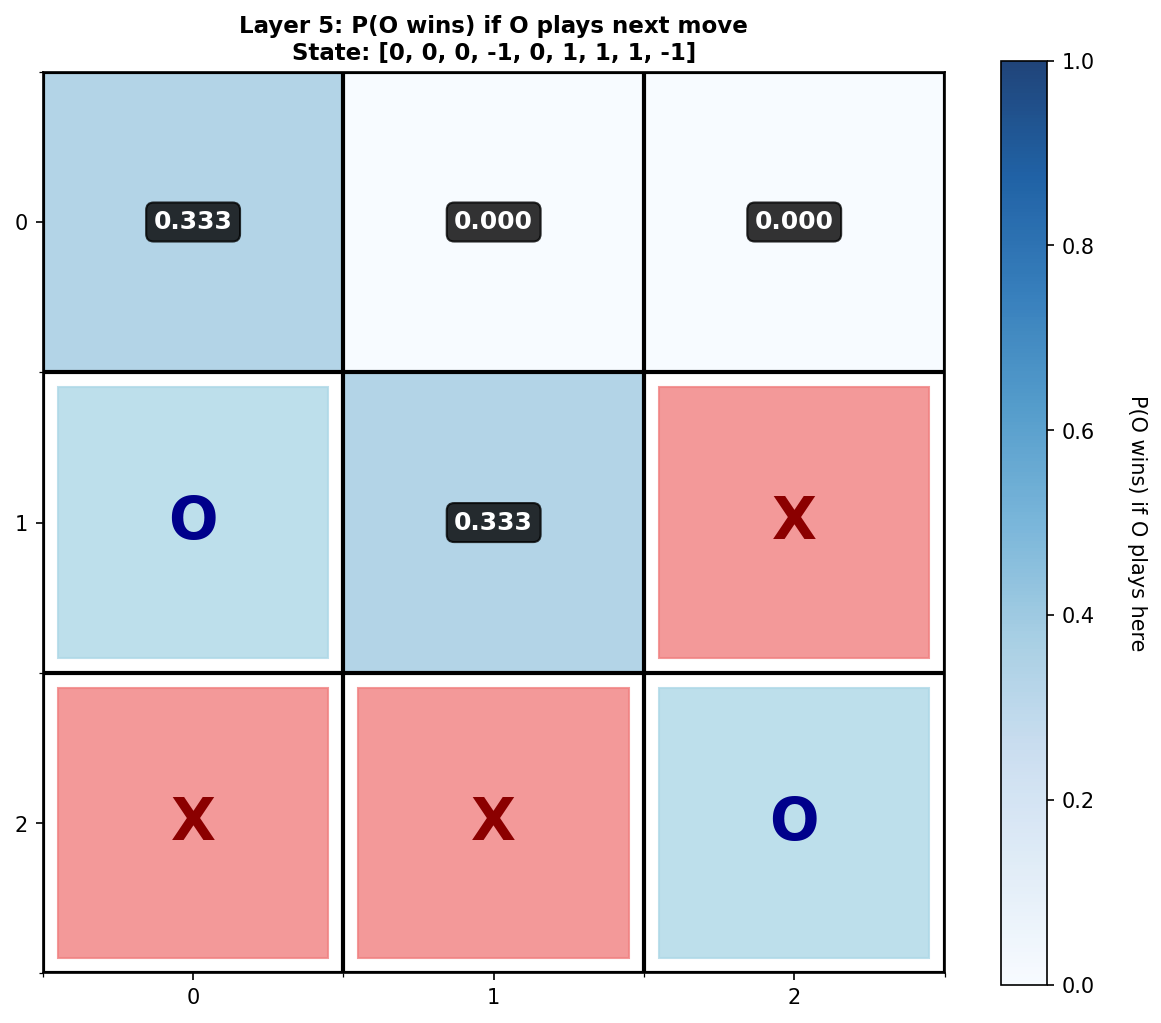 Layer 5: P(O wins) if O plays next move
State: [0, 0, 0, -1, 0, 1, 1, 1, -1]
0
0.333
0.000
0.000
1
O
0.333
X
2
X
X
O
0
1
2
1.0
0.8
0.6
0.4
0.2
0.0
P(O wins) if O plays here